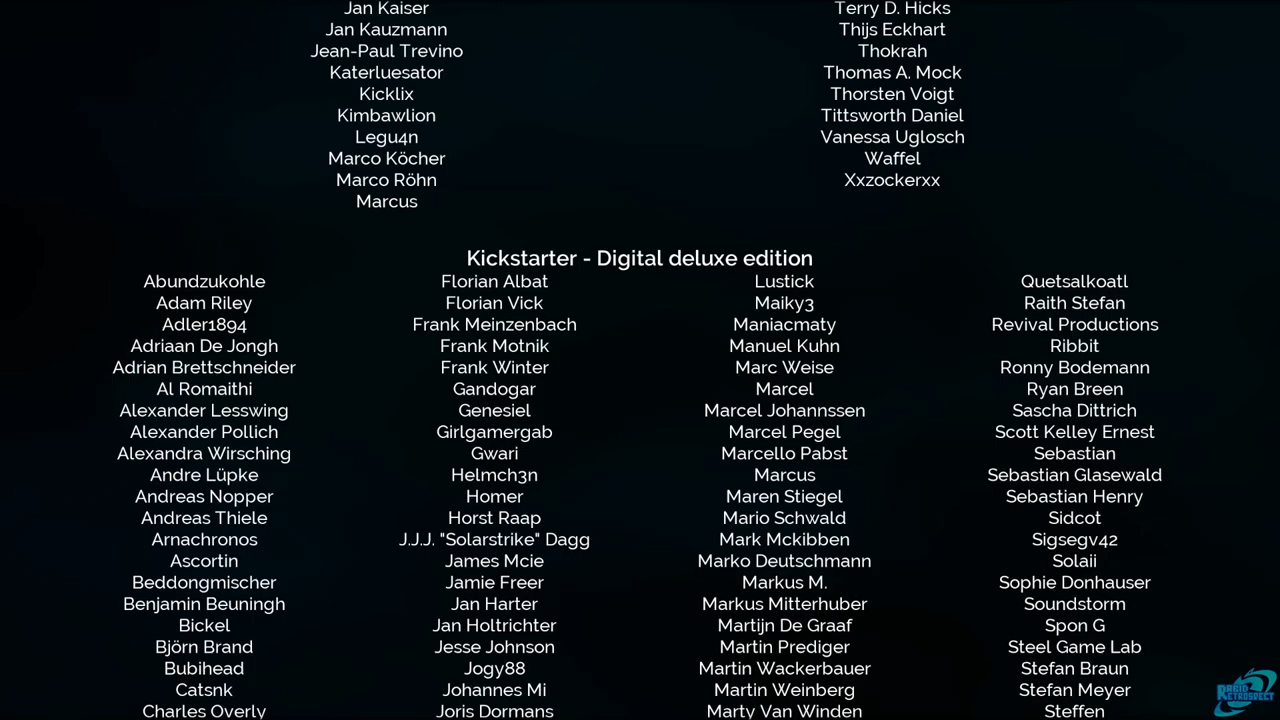 Jan Kaiser
Jan Kauzmann
Jean-Paul Trevino
Katerluesator
Kicklix
Kimbawlion
Legu4n
Marco Köcher
Marco Röhn
Marcus
Terry D. Hicks
Thijs Eckhart
Thokrah
Thomas A. Mock
Thorsten Voigt
Tittsworth Daniel
Vanessa Uglosch
Waffel
Xxzockerxx
Kickstarter - Digital deluxe edition
Abundzukohle
Adam Riley
Adler1894
Adriaan De Jongh
Adrian Brettschneider
Al Romaithi
Alexander Lesswing
Alexander Pollich
Alexandra Wirsching
Andre Lüpke
Andreas Nopper
Andreas Thiele
Arnachronos
Ascortin
Beddongmischer
Benjamin Beuningh
Bickel
Björn Brand
Bubihead
Catsnk
Charles Overly
Florian Albat
Florian Vick
Frank Meinzenbach
Frank Motnik
Frank Winter
Gandogar
Genesiel
Girlgamergab
Gwari
Helmch3n
Homer
Horst Raap
J.J.J. "Solarstrike" Dagg
James Mcie
Jamie Freer
Jan Harter
Jan Holtrichter
Jesse Johnson
Jogy88
Johannes Mi
Joris Dormans
Lustick
Maiky3
Maniacmaty
Manuel Kuhn
Marc Weise
Marcel
Marcel Johannssen
Marcel Pegel
Marcello Pabst
Marcus
Maren Stiegel
Mario Schwald
Mark Mckibben
Marko Deutschmann
Markus M.
Markus Mitterhuber
Martijn De Graaf
Martin Prediger
Martin Wackerbauer
Martin Weinberg
Marty Van Winden
Quetsalkoatl
Raith Stefan
Revival Productions
Ribbit
Ronny Bodemann
Ryan Breen
Sascha Dittrich
Scott Kelley Ernest
Sebastian
Sebastian Glasewald
Sebastian Henry
Sidcot
Sigsegv42
Solaii
Sophie Donhauser
Soundstorm
Spon G
Steel Game Lab
Stefan Braun
Stefan Meyer
Steffen
Rabid
Retrospect